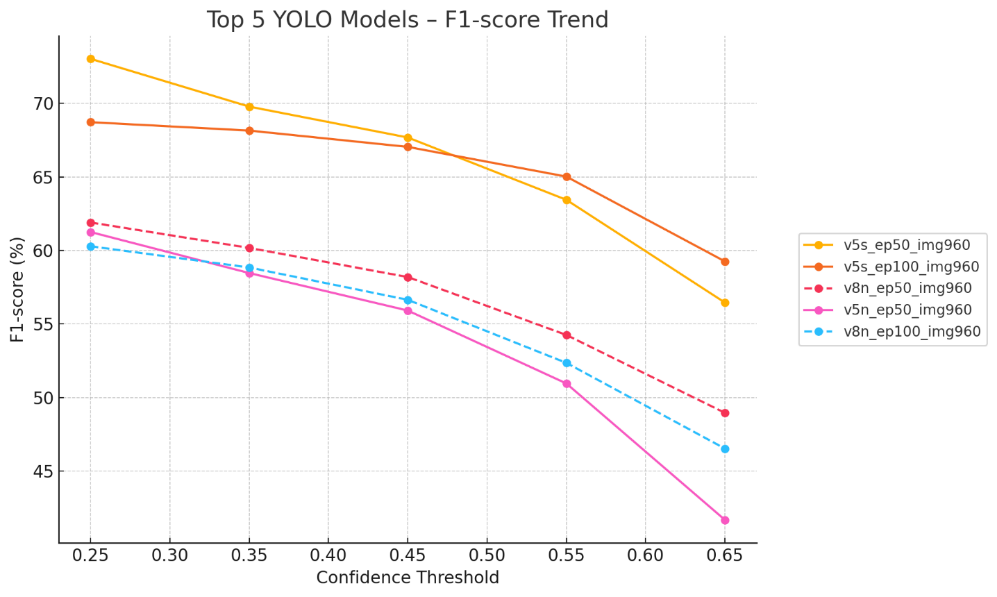 Top 5 YOLO Models – F1-score Trend
70
65
60
55
50
45
F1-score (%)
0.25 0.30 0.35 0.40 0.45 0.50 0.55 0.60 0.65
Confidence Threshold
v5s_ep50_img960
v5s_ep100_img960
v8n_ep50_img960
v5n_ep50_img960
v8n_ep100_img960